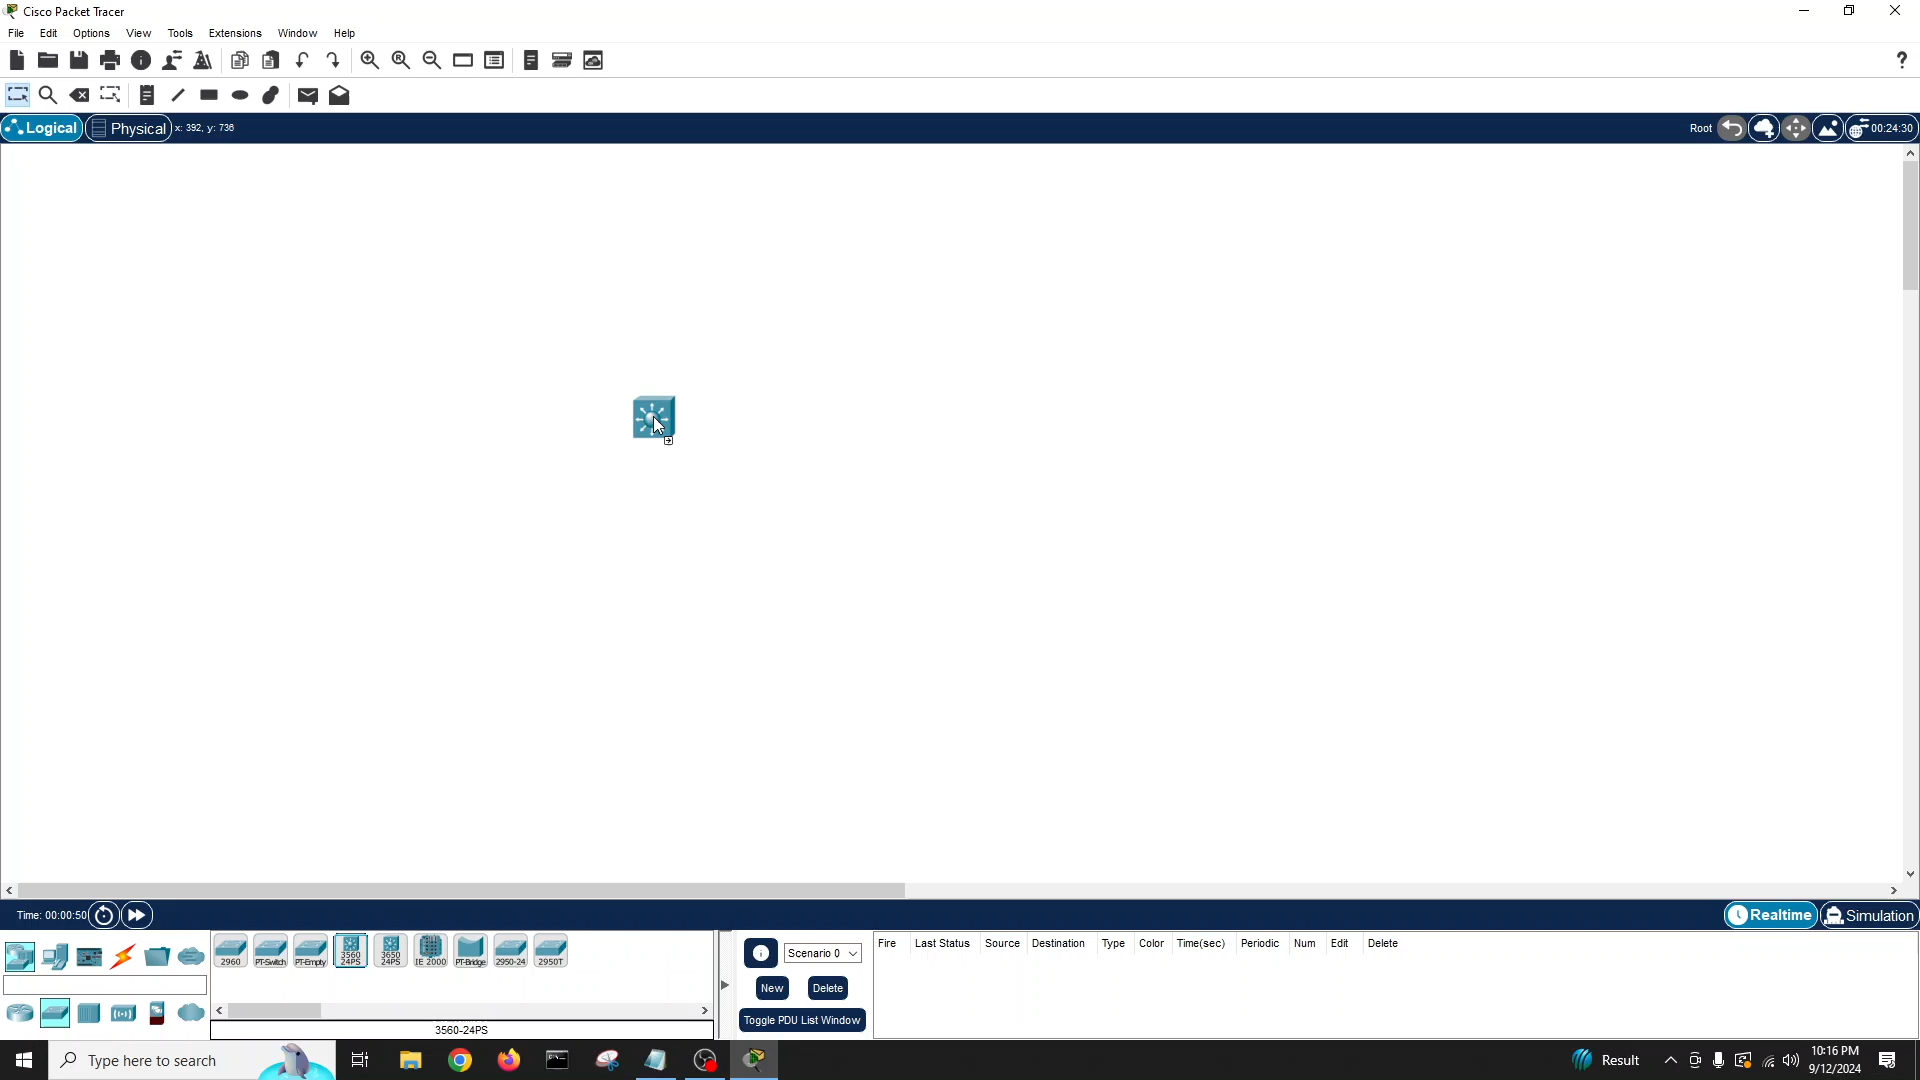 Cisco Packet Tracer
File Edit Options View Tools Extensions Window Help
?
Logical Physical x: 392, y: 736 Root 00:24:30
Time: 00:00:50 Realtime Simulation
2960 PT-Switch PT-Empty 3560 24PS 3650 24PS IE 2000 PT-Bridge 2950-24 2950T
3560-24PS
Scenario 0
New Delete
Toggle PDU List Window
Fire Last Status Source Destination Type Color Time(sec) Periodic Num Edit Delete
Type here to search
Result
10:16 PM
9/12/2024